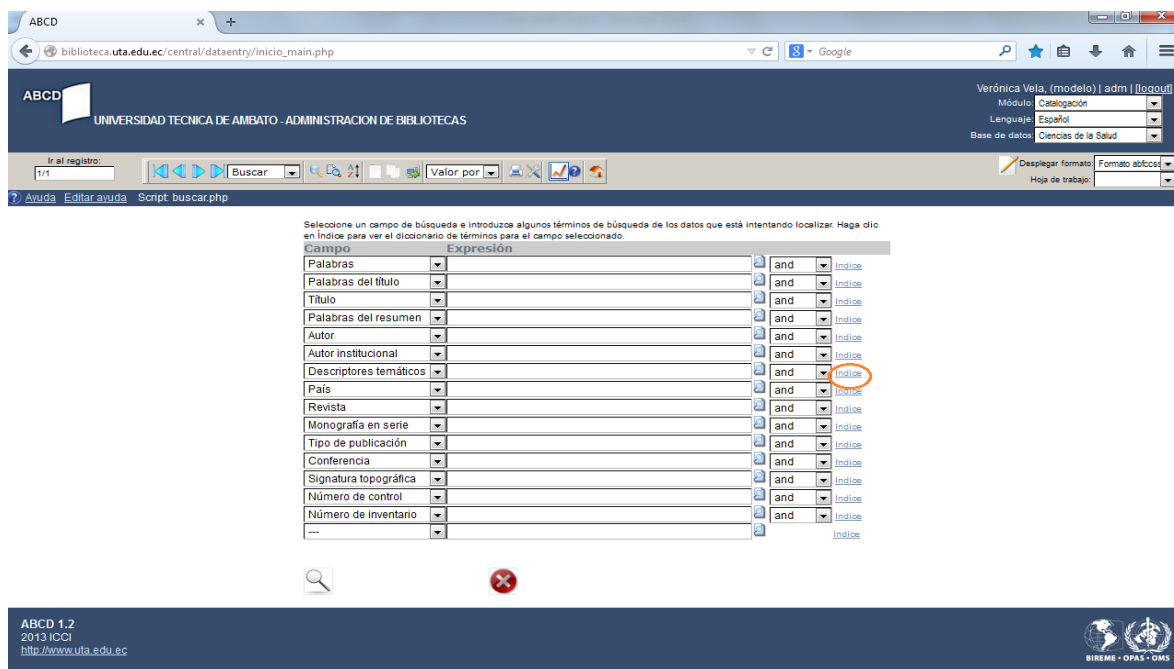 ABCD
biblioteca.uta.edu.ec/central/dataentry/inicio_main.php
Google
ABCD
UNIVERSIDAD TECNICA DE AMBATO - ADMINISTRACION DE BIBLIOTECAS
Verónica Vela, (modelo) | adm | [logout]
Módulo: Catalogación
Lenguaje: Español
Base de datos: Ciencias de la Salud
Ir al registro:
1/1
Buscar
Valor por
Desplegar formato: Formato abfccss
Hoja de trabajo:
Ayuda Editar ayuda Script: buscar.php
Seleccione un campo de búsqueda e introduzca algunos términos de búsqueda de los datos que está intentando localizar. Haga clic
en Índice para ver el diccionario de términos para el campo seleccionado.
Campo Expresión
Palabras and Indice
Palabras del título and Indice
Título and Indice
Palabras del resumen and Indice
Autor and Indice
Autor institucional and Indice
Descriptores temáticos and Indice
País and Indice
Revista and Indice
Monografía en serie and Indice
Tipo de publicación and Indice
Conferencia and Indice
Signatura topográfica and Indice
Número de control and Indice
Número de inventario and Indice
--- Indice
ABCD 1.2
2013 ICCI
http://www.uta.edu.ec
BIREME • OPAS • OMS